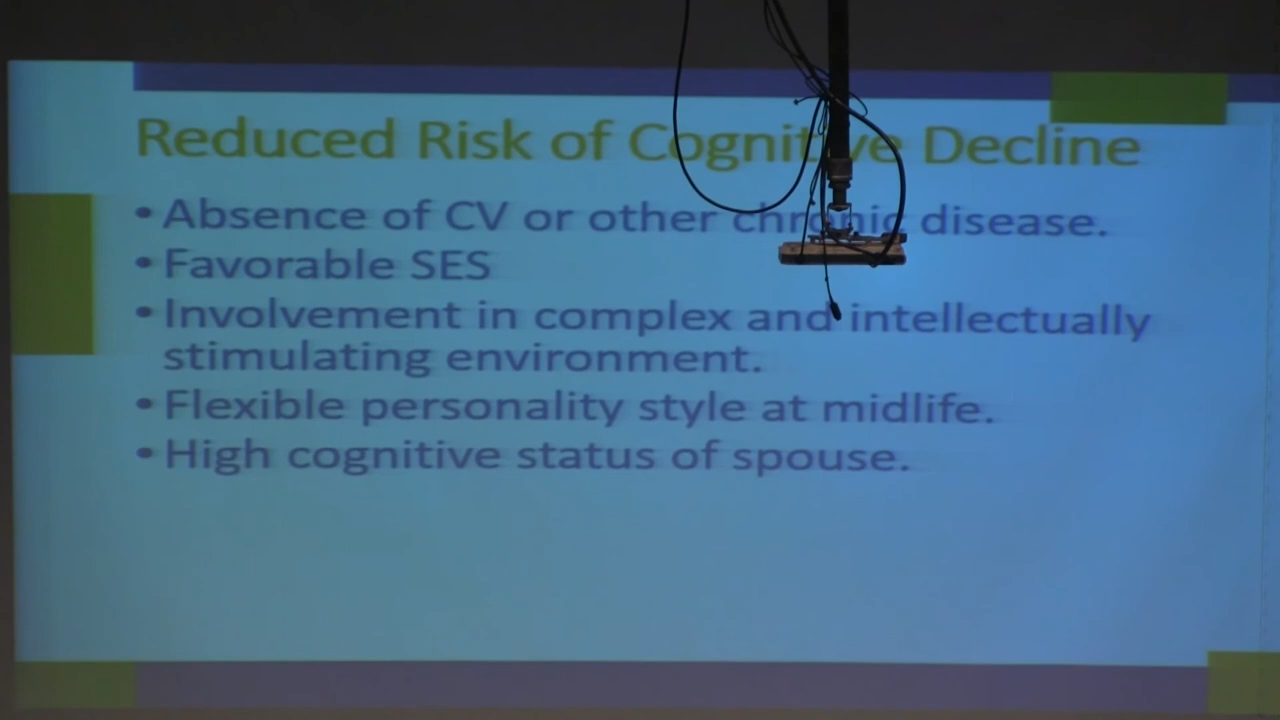 Reduced Risk of Cognitive Decline
• Absence of CV or other chronic disease.
• Favorable SES
• Involvement in complex and intellectually
stimulating environment.
• Flexible personality style at midlife.
• High cognitive status of spouse.